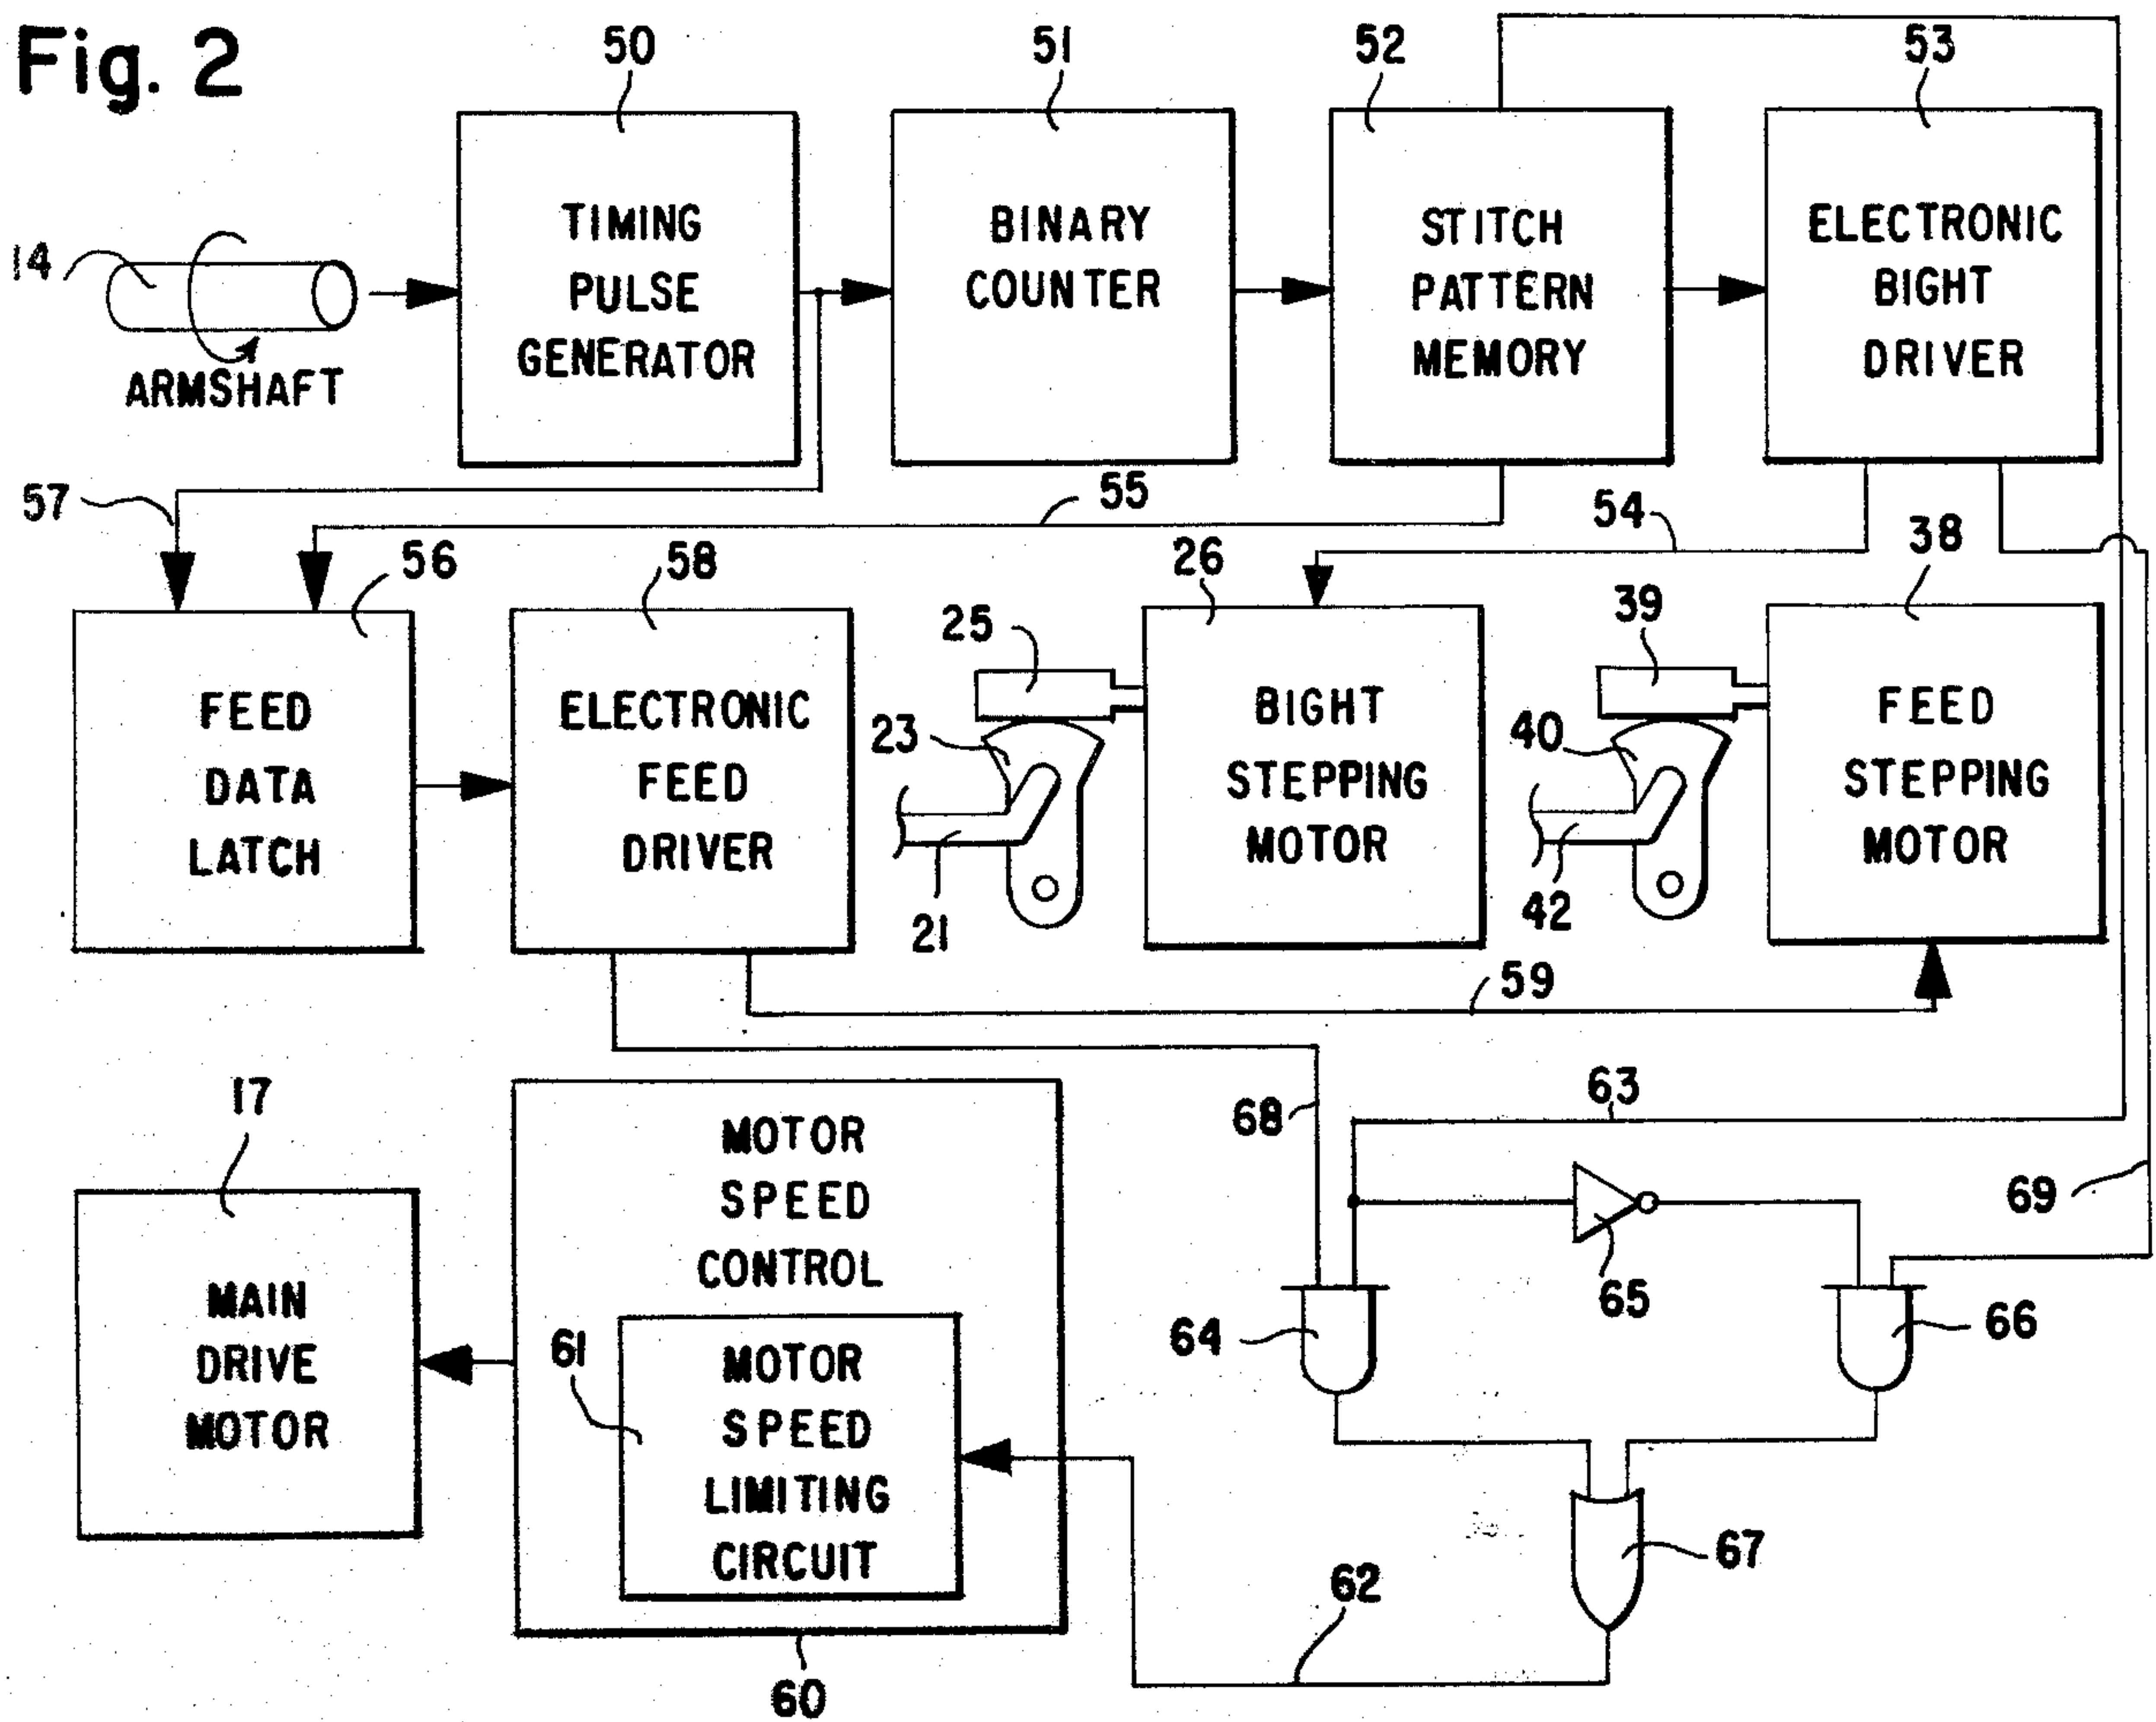 Fig. 2
50
51
52
53
14
ARMSHAFT
TIMING
PULSE
GENERATOR
BINARY
COUNTER
STITCH
PATTERN
MEMORY
ELECTRONIC
BIGHT
DRIVER
57
55
54
56
58
26
38
25
39
23
40
21
42
FEED
DATA
LATCH
ELECTRONIC
FEED
DRIVER
BIGHT
STEPPING
MOTOR
FEED
STEPPING
MOTOR
59
17
68
63
69
MAIN
DRIVE
MOTOR
MOTOR
SPEED
CONTROL
61
MOTOR
SPEED
LIMITING
CIRCUIT
64
65
66
67
62
60